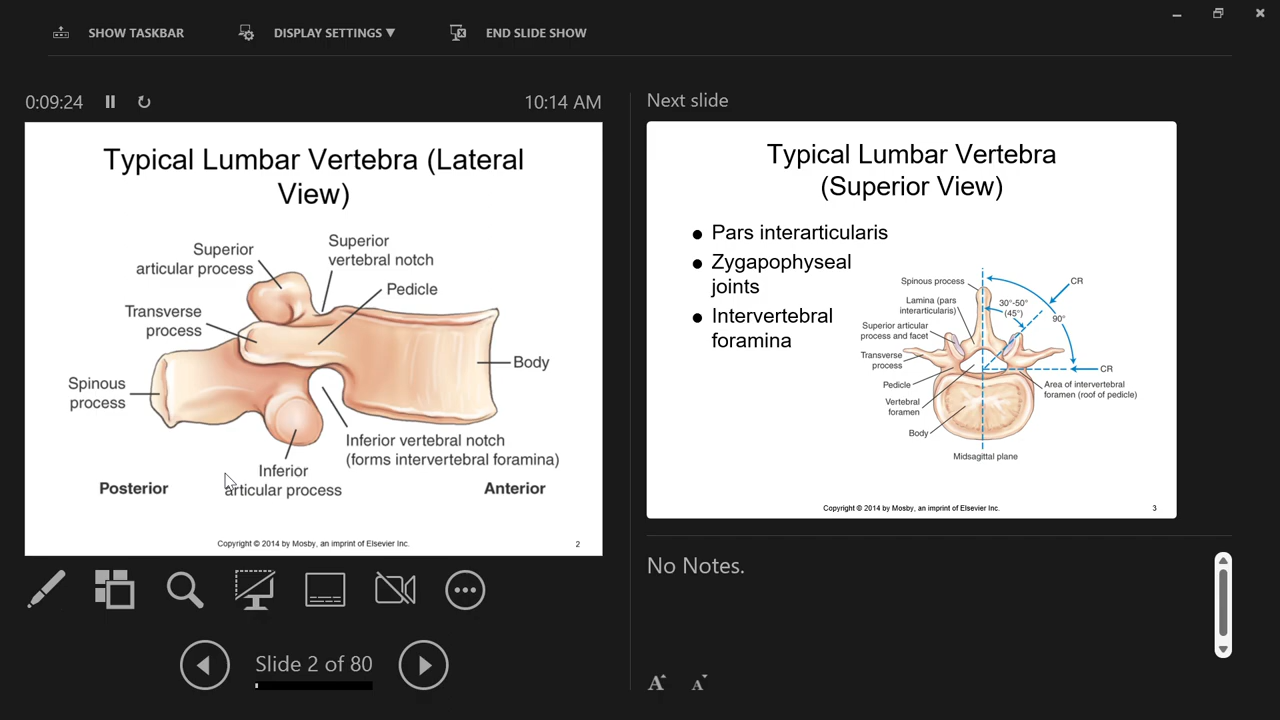 SHOW TASKBAR
DISPLAY SETTINGS ▼
END SLIDE SHOW
0:09:24
10:14 AM
Typical Lumbar Vertebra (Lateral
View)
Superior
articular process
Superior
vertebral notch
Pedicle
Transverse
process
Body
Spinous
process
Inferior vertebral notch
(forms intervertebral foramina)
Inferior
articular process
Posterior
Anterior
Copyright © 2014 by Mosby, an imprint of Elsevier Inc.
2
Slide 2 of 80
Next slide
Typical Lumbar Vertebra
(Superior View)
● Pars interarticularis
● Zygapophyseal
joints
● Intervertebral
foramina
Spinous process
CR
Lamina (pars
interarticularis)
30°-50°
(45°)
90°
Superior articular
process and facet
Transverse
process
CR
Pedicle
Area of intervertebral
foramen (roof of pedicle)
Vertebral
foramen
Body
Midsagittal plane
Copyright © 2014 by Mosby, an imprint of Elsevier Inc.
3
No Notes.
A
A